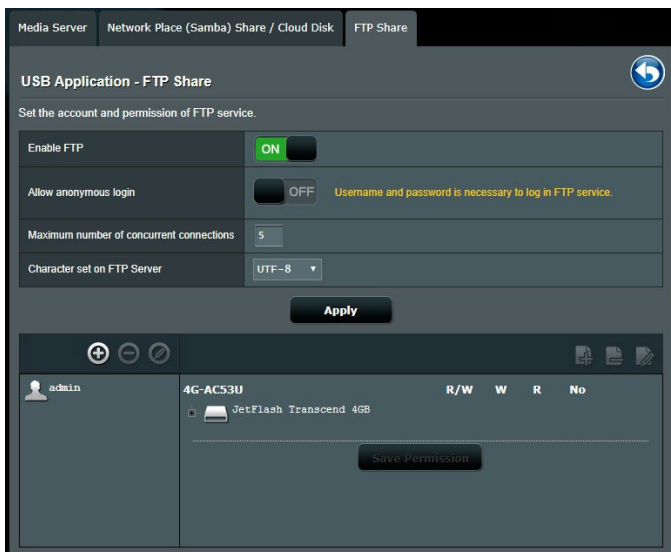 Media Server Network Place (Samba) Share / Cloud Disk FTP Share
USB Application - FTP Share
Set the account and permission of FTP service.
Enable FTP ON
Allow anonymous login OFF Username and password is necessary to log in FTP service.
Maximum number of concurrent connections 5
Character set on FTP Server UTF-8
Apply
admin
4G-AC53U R/W W R No
JetFlash Transcend 4GB
Save Permission